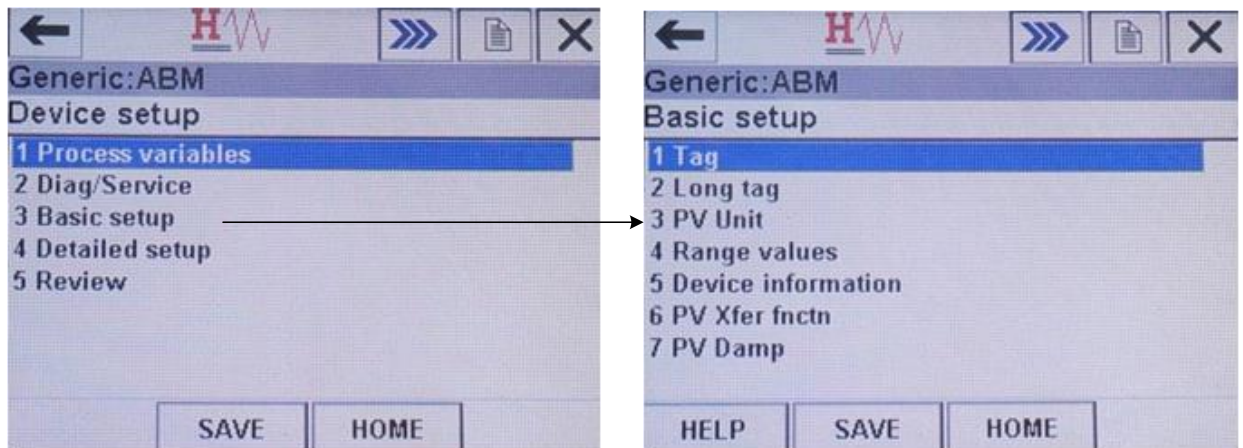 H
Generic:ABM
Device setup
1 Process variables
2 Diag/Service
3 Basic setup
4 Detailed setup
5 Review
SAVE HOME
H
Generic:ABM
Basic setup
1 Tag
2 Long tag
3 PV Unit
4 Range values
5 Device information
6 PV Xfer fnctn
7 PV Damp
HELP SAVE HOME